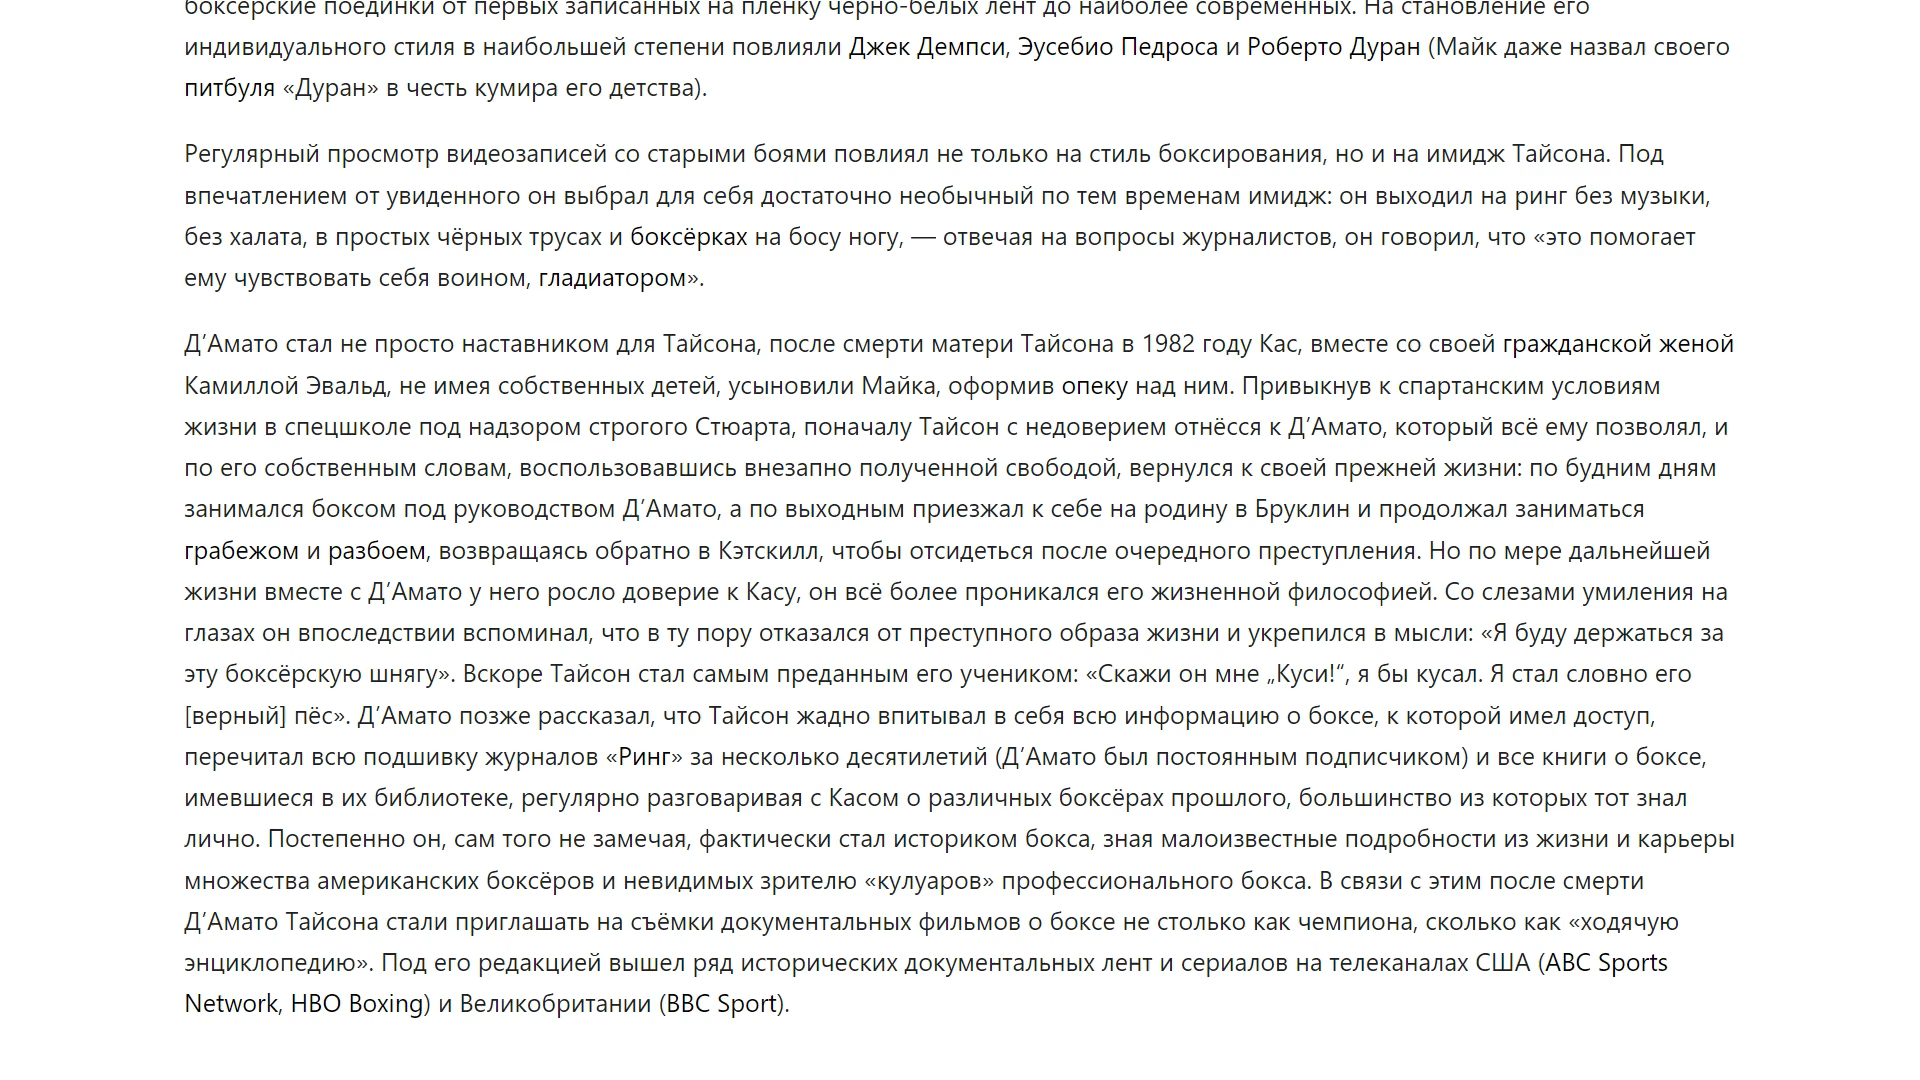 боксёрские поединки от первых записанных на плёнку чёрно-белых лент до наиболее современных. На становление его
индивидуального стиля в наибольшей степени повлияли Джек Демпси, Эусебио Педроса и Роберто Дуран (Майк даже назвал своего
питбуля «Дуран» в честь кумира его детства).
Регулярный просмотр видеозаписей со старыми боями повлиял не только на стиль боксирования, но и на имидж Тайсона. Под
впечатлением от увиденного он выбрал для себя достаточно необычный по тем временам имидж: он выходил на ринг без музыки,
без халата, в простых чёрных трусах и боксёрках на босу ногу, — отвечая на вопросы журналистов, он говорил, что «это помогает
ему чувствовать себя воином, гладиатором».
Д’Амато стал не просто наставником для Тайсона, после смерти матери Тайсона в 1982 году Кас, вместе со своей гражданской женой
Камиллой Эвальд, не имея собственных детей, усыновили Майка, оформив опеку над ним. Привыкнув к спартанским условиям
жизни в спецшколе под надзором строгого Стюарта, поначалу Тайсон с недоверием отнёсся к Д’Амато, который всё ему позволял, и
по его собственным словам, воспользовавшись внезапно полученной свободой, вернулся к своей прежней жизни: по будним дням
занимался боксом под руководством Д’Амато, а по выходным приезжал к себе на родину в Бруклин и продолжал заниматься
грабежом и разбоем, возвращаясь обратно в Кэтскилл, чтобы отсидеться после очередного преступления. Но по мере дальнейшей
жизни вместе с Д’Амато у него росло доверие к Касу, он всё более проникался его жизненной философией. Со слезами умиления на
глазах он впоследствии вспоминал, что в ту пору отказался от преступного образа жизни и укрепился в мысли: «Я буду держаться за
эту боксёрскую шнягу». Вскоре Тайсон стал самым преданным его учеником: «Скажи он мне „Куси!“, я бы кусал. Я стал словно его
[верный] пёс». Д’Амато позже рассказал, что Тайсон жадно впитывал в себя всю информацию о боксе, к которой имел доступ,
перечитал всю подшивку журналов «Ринг» за несколько десятилетий (Д’Амато был постоянным подписчиком) и все книги о боксе,
имевшиеся в их библиотеке, регулярно разговаривая с Касом о различных боксёрах прошлого, большинство из которых тот знал
лично. Постепенно он, сам того не замечая, фактически стал историком бокса, зная малоизвестные подробности из жизни и карьеры
множества американских боксёров и невидимых зрителю «кулуаров» профессионального бокса. В связи с этим после смерти
Д’Амато Тайсона стали приглашать на съёмки документальных фильмов о боксе не столько как чемпиона, сколько как «ходячую
энциклопедию». Под его редакцией вышел ряд исторических документальных лент и сериалов на телеканалах США (ABC Sports
Network, HBO Boxing) и Великобритании (BBC Sport).